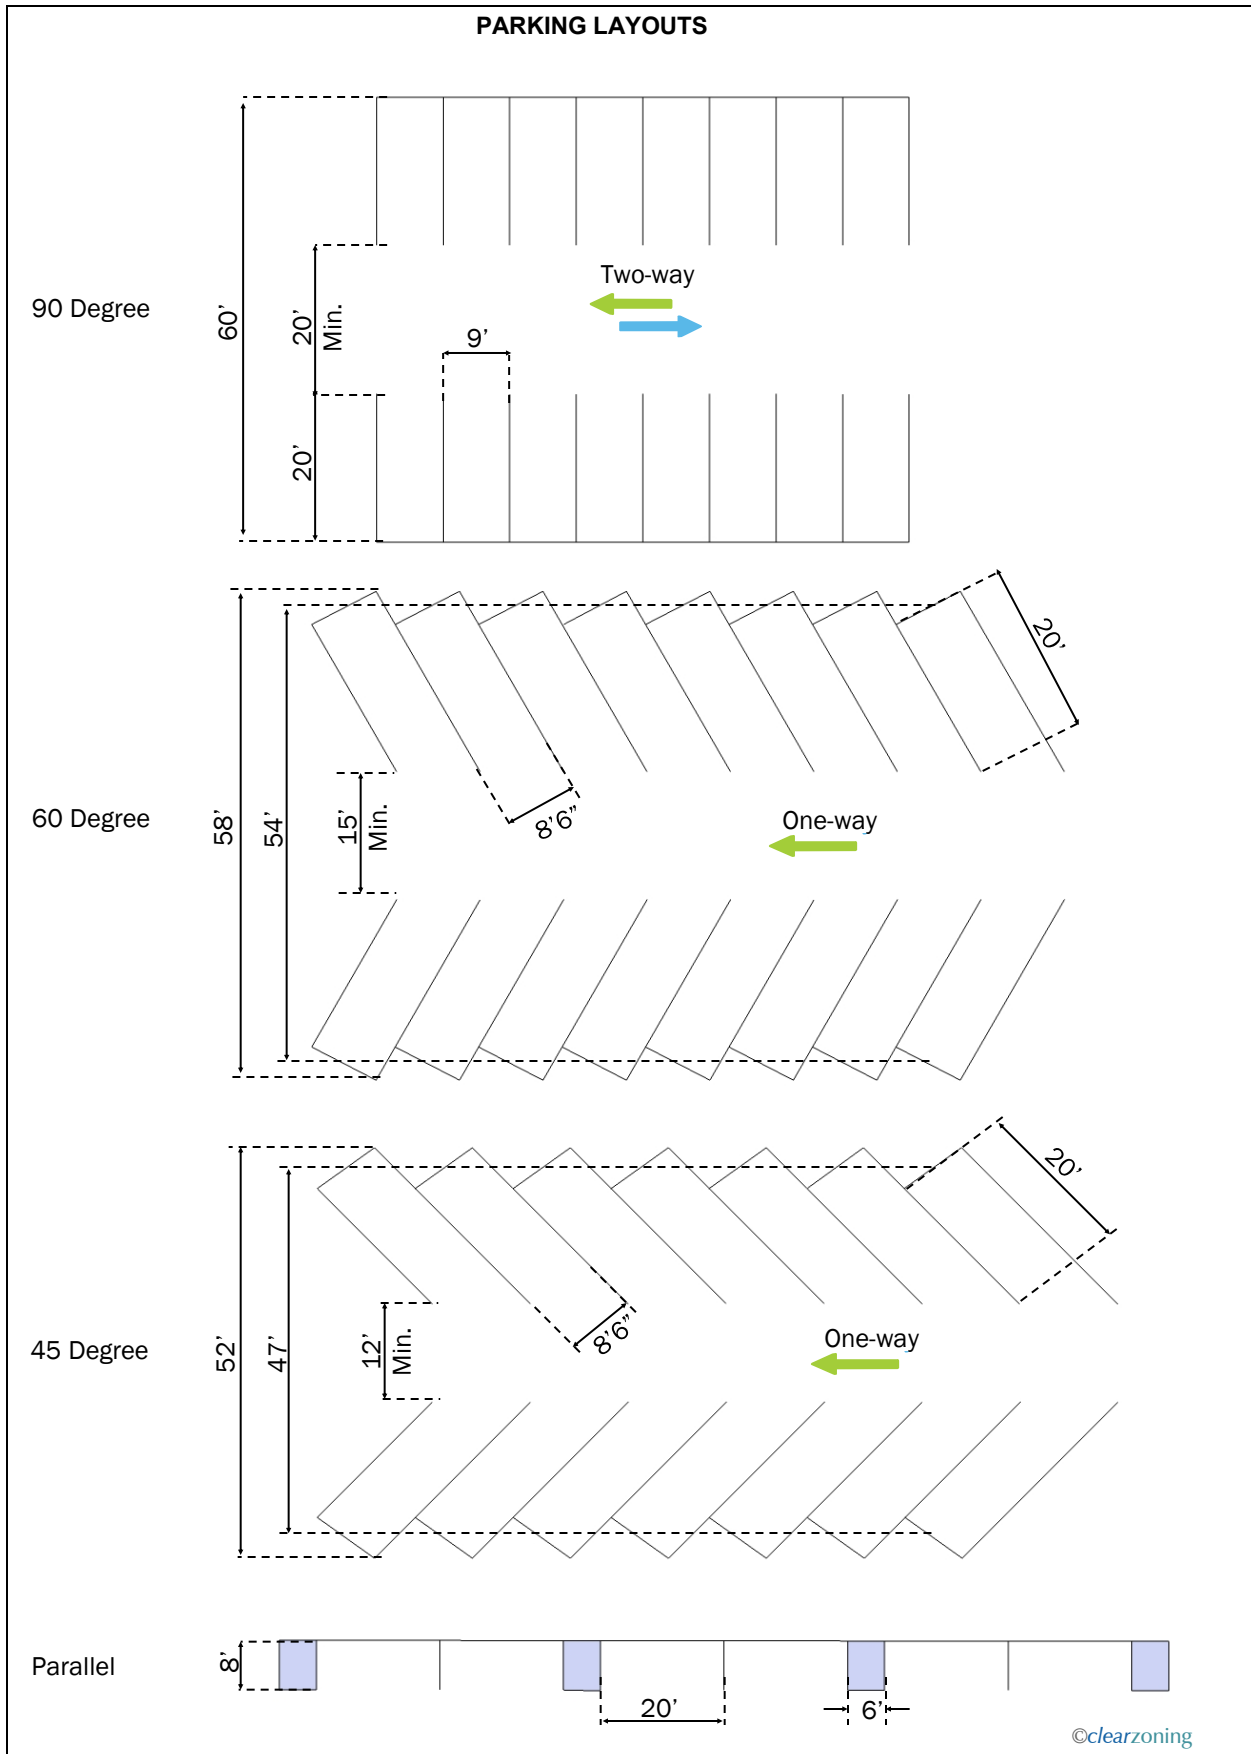 PARKING LAYOUTS
90 Degree
60’
20’
Min.
20’
9’
Two-way
60 Degree
58’
54’
15’
Min.
8’6”
20’
One-way
45 Degree
52’
47’
12’
Min.
8’6”
20’
One-way
Parallel
8’
20’
6’
©clearzoning